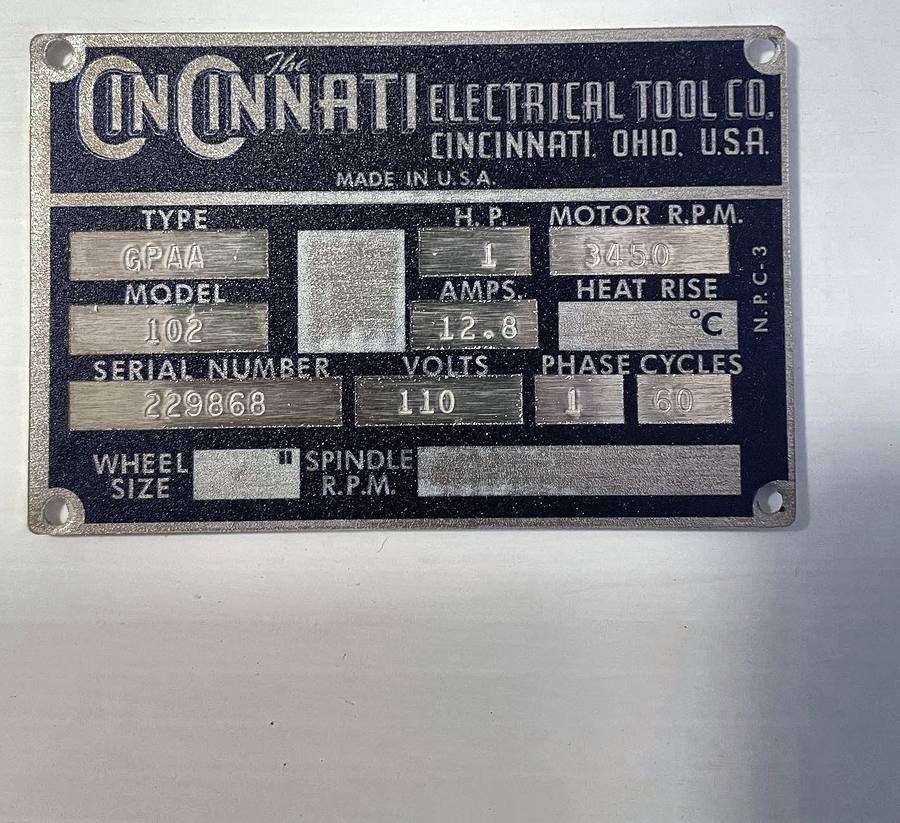 The
CINCINNATI ELECTRICAL TOOL CO.
CINCINNATI, OHIO, U.S.A.
MADE IN U.S.A.
TYPE H.P. MOTOR R.P.M.
GPAA 1 3450
MODEL AMPS. HEAT RISE
102 12.8 °C
N.P.C-3
SERIAL NUMBER VOLTS PHASE CYCLES
229868 110 1 60
WHEEL SIZE " SPINDLE R.P.M.